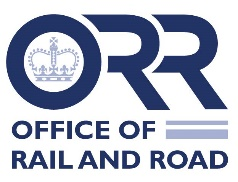 ORR
OFFICE OF
RAIL AND ROAD